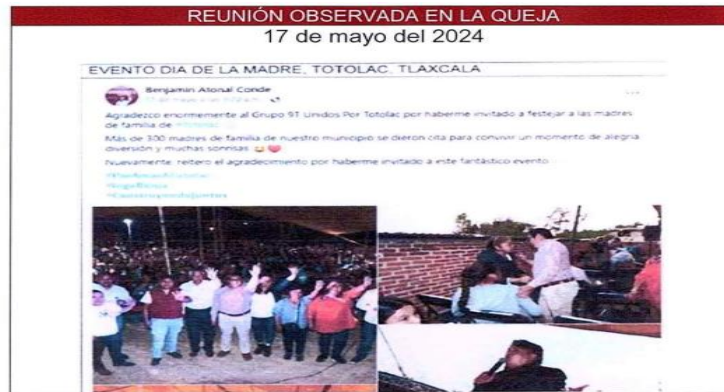 REUNIÓN OBSERVADA EN LA QUEJA
17 de mayo del 2024
EVENTO DIA DE LA MADRE, TOTOLAC, TLAXCALA
Benjamin Atonal Conde
Agradezco enormemente al Grupo 91 Unidos Por Totolac por haberme invitado a festejar a las madres
de familia de
Más de 300 madres de familia de nuestro municipio se dieron cita para convivir un momento de alegria
diversión y muchas sonrisas
Nuevamente, reitero el agradecimiento por haberme invitado a este fantástico evento